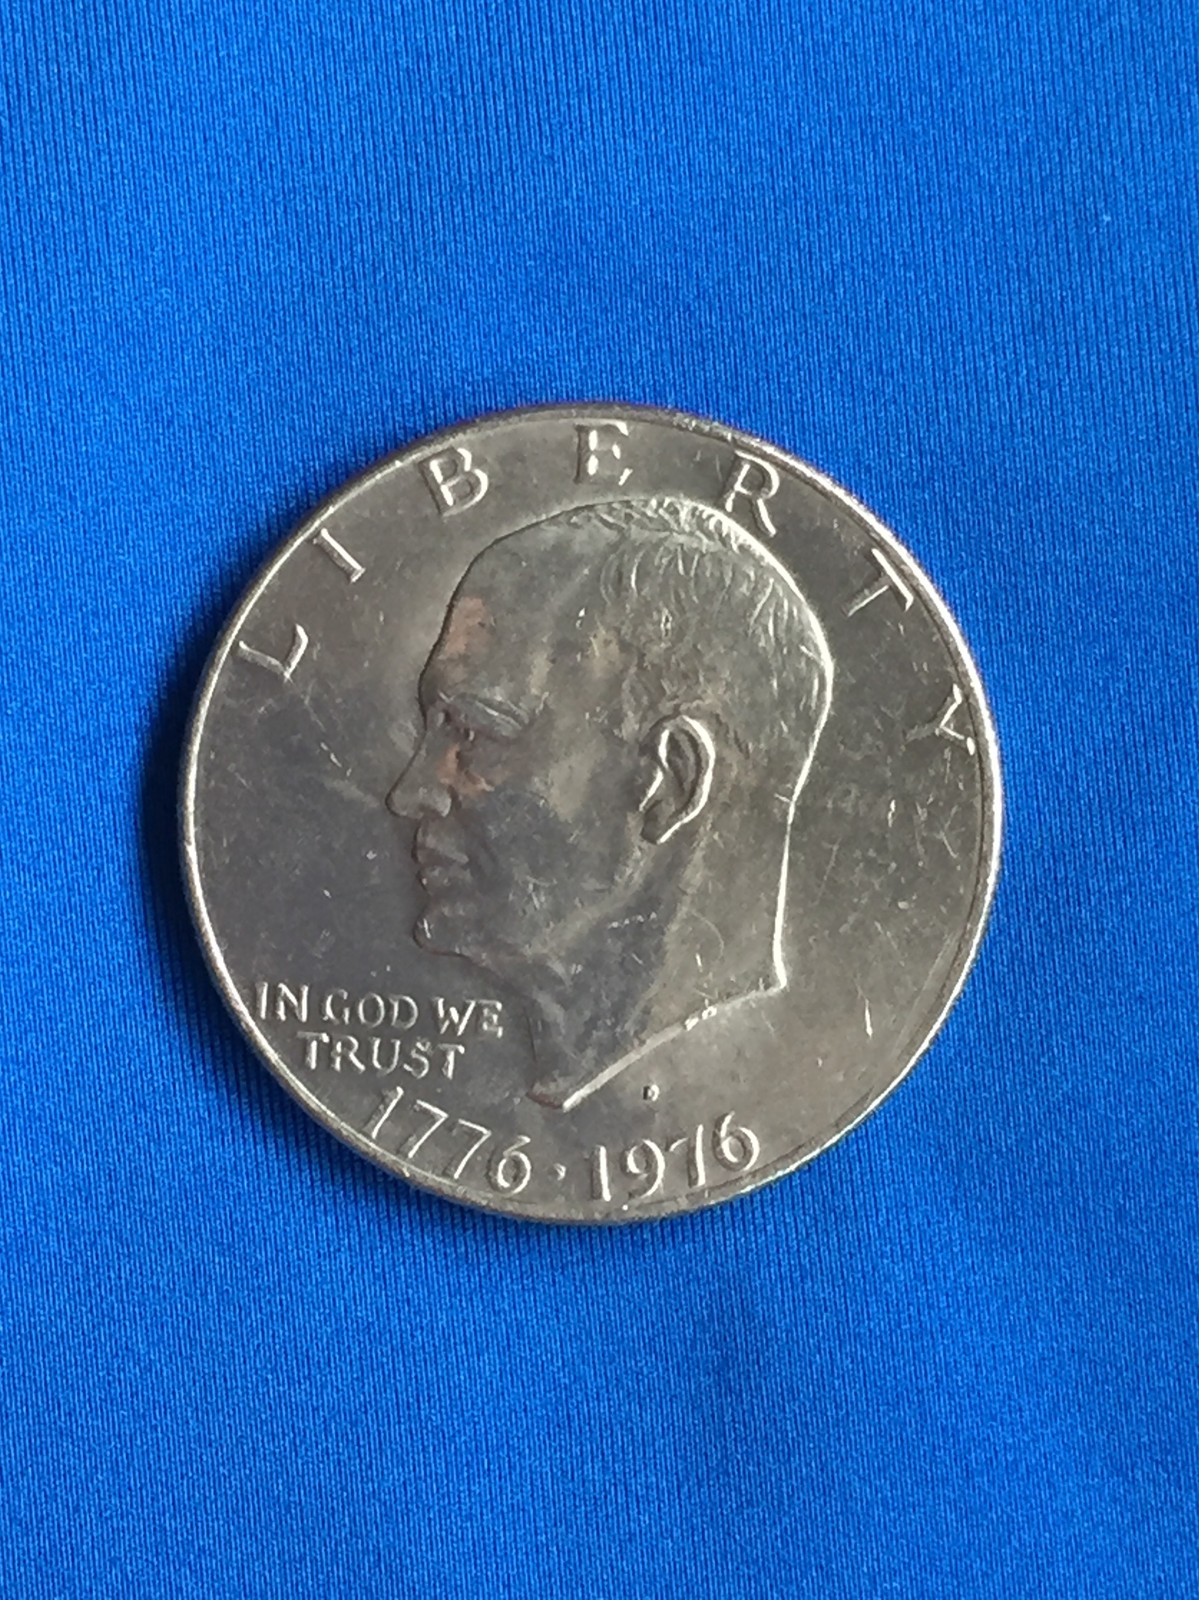 LIBERTY
IN GOD WE
TRUST
D
1776·1976